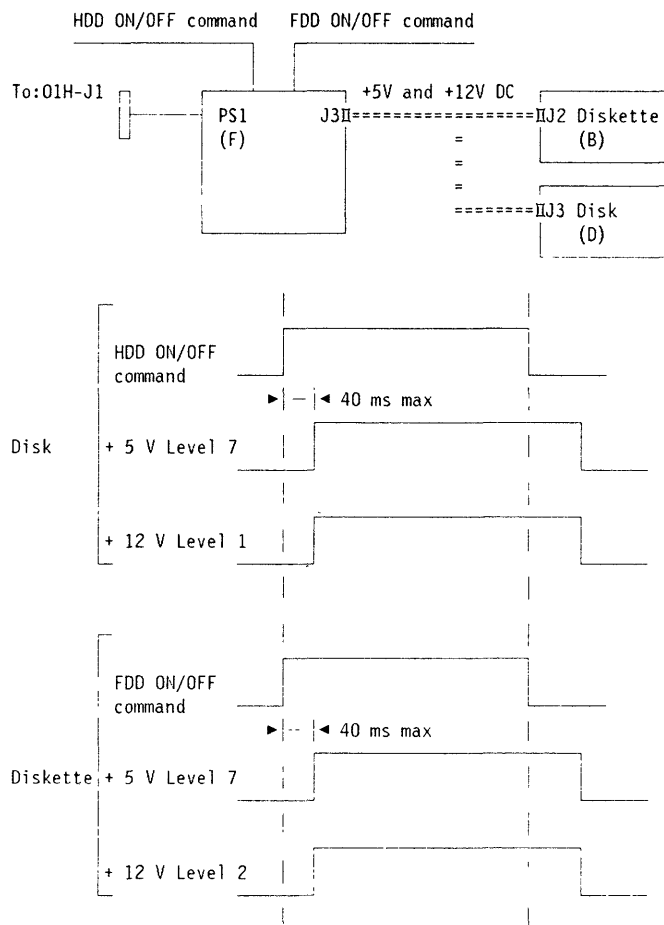 HDD ON/OFF command FDD ON/OFF command
To:01H-J1 +5V and +12V DC
PS1 J3 J2 Diskette
(F) (B)
J3 Disk
(D)
HDD ON/OFF
command
40 ms max
Disk + 5 V Level 7
+ 12 V Level 1
FDD ON/OFF
command
40 ms max
Diskette + 5 V Level 7
+ 12 V Level 2